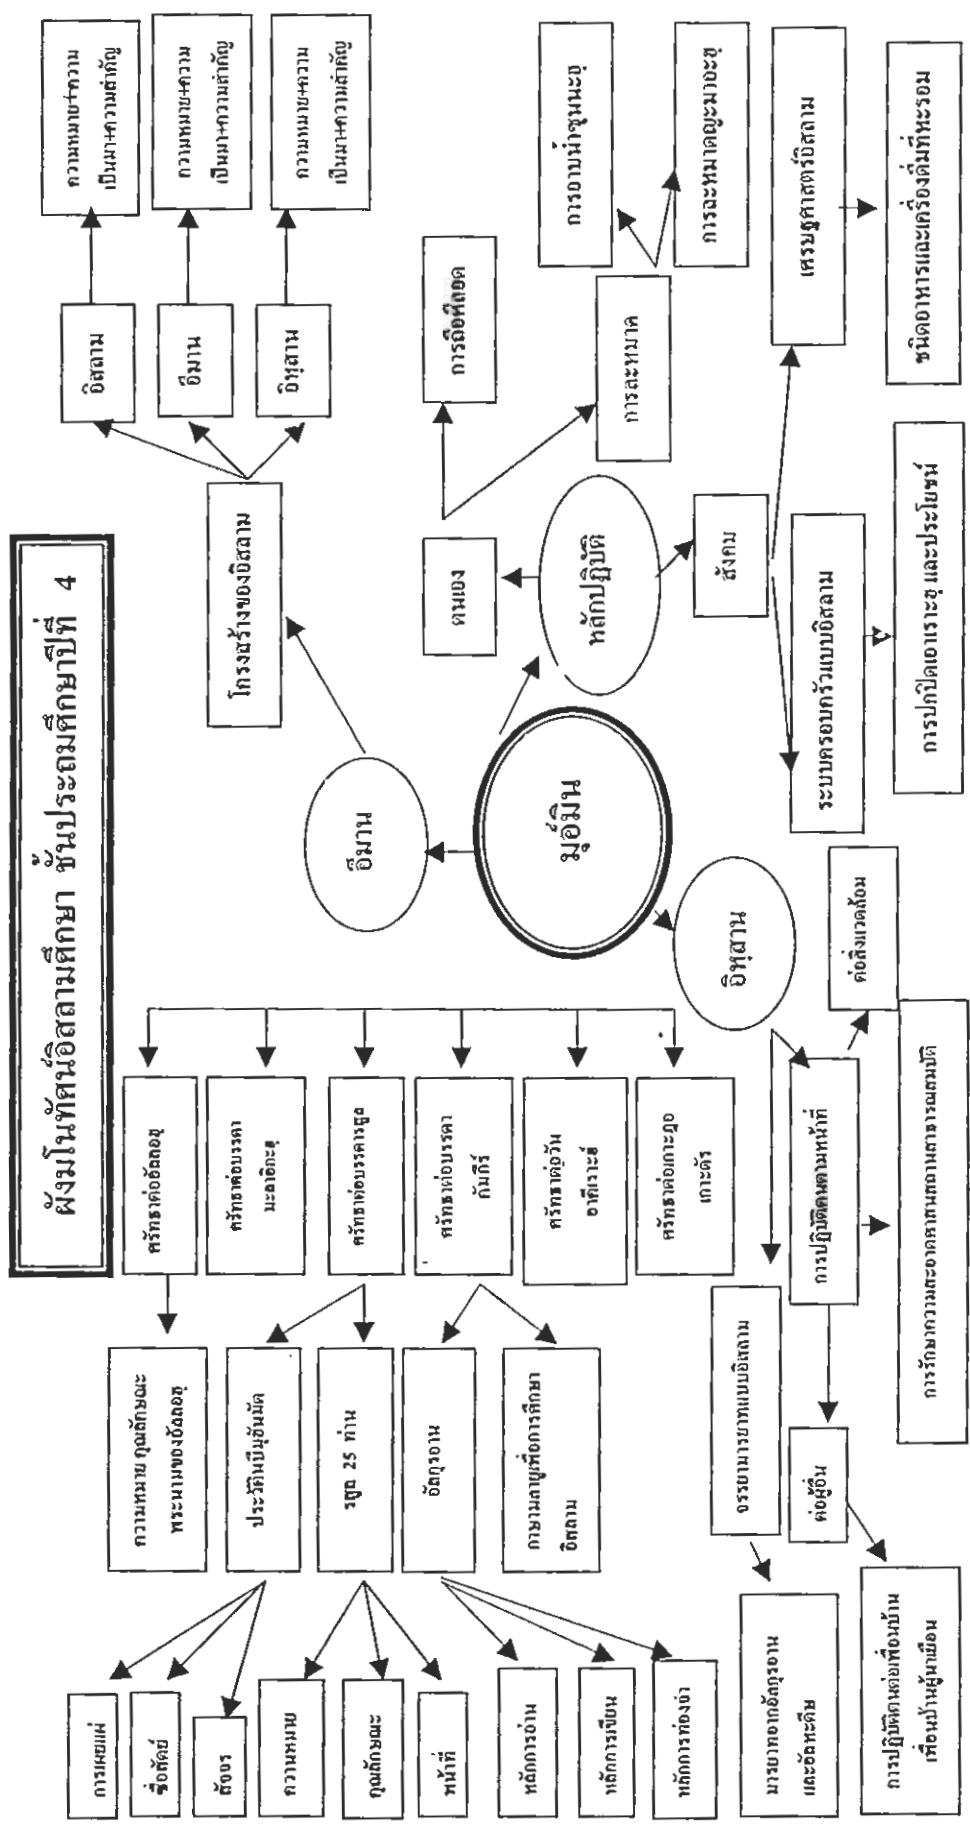 ผังมโนทัศน์อิสลามศึกษา ชั้นประถมศึกษาปีที่ 4
ศรัทธาต่ออัลลอฮฺ
ศรัทธาต่อบรรดา
มะลาอิกะฮฺ
ศรัทธาต่อบรรดารสูล
ศรัทธาต่อบรรดา
คัมภีร์
ศรัทธาต่อวัน
อาคิเราะฮ์
ศรัทธาต่อเกาะฎอ
เกาะดัร
ความหมาย คุณลักษณะ
พระนามของอัลลอฮฺ
ประวัตินบีมุฮัมมัด
รสูล 25 ท่าน
อัลกุรอาน
ภาษามลายูเพื่อการศึกษา
อิสลาม
การเผยแผ่
ซื่อสัตย์
ความหมาย
คุณลักษณะ
หน้าที่
หลักการอ่าน
หลักการเขียน
หลักการท่องจำ
อีมาน
โครงสร้างของอิสลาม
อิสลาม
อีมาน
อิหฺสาน
ความหมาย+ความ
เป็นมา+ความสำคัญ
ความหมาย+ความ
เป็นมา+ความสำคัญ
ความหมาย+ความ
เป็นมา+ความสำคัญ
มุอ์มิน
หลักปฏิบัติ
ตนเอง
การถือศีลอด
การละหมาด
การอาบน้ำซุนนะฮฺ
การละหมาดญะมาอะฮฺ
สังคม
เศรษฐศาสตร์อิสลาม
ชนิดอาหารและเครื่องดื่มที่หะรอม
ระบบครอบครัวแบบอิสลาม
การปกปิดเอาเราะฮฺ และประโยชน์
อิหฺสาน
จรรยามารยาทแบบอิสลาม
มารยาทจากอัลกุรอาน
และอัลหะดีษ
การปฏิบัติตนตามหน้าที่
ต่อสิ่งแวดล้อม
การรักษาความสะอาดศาสนสถานสาธารณสมบัติ
ต่อผู้อื่น
การปฏิบัติตนต่อเพื่อนบ้าน
เพื่อนบ้านผู้มาเยือน